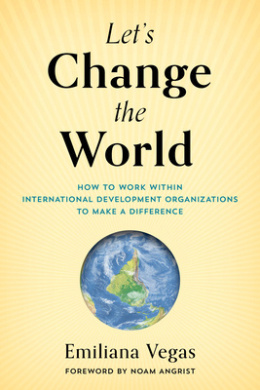 Let's
Change
the
World
HOW TO WORK WITHIN
INTERNATIONAL DEVELOPMENT ORGANIZATIONS
TO MAKE A DIFFERENCE
Emiliana Vegas
FOREWORD BY NOAM ANGRIST